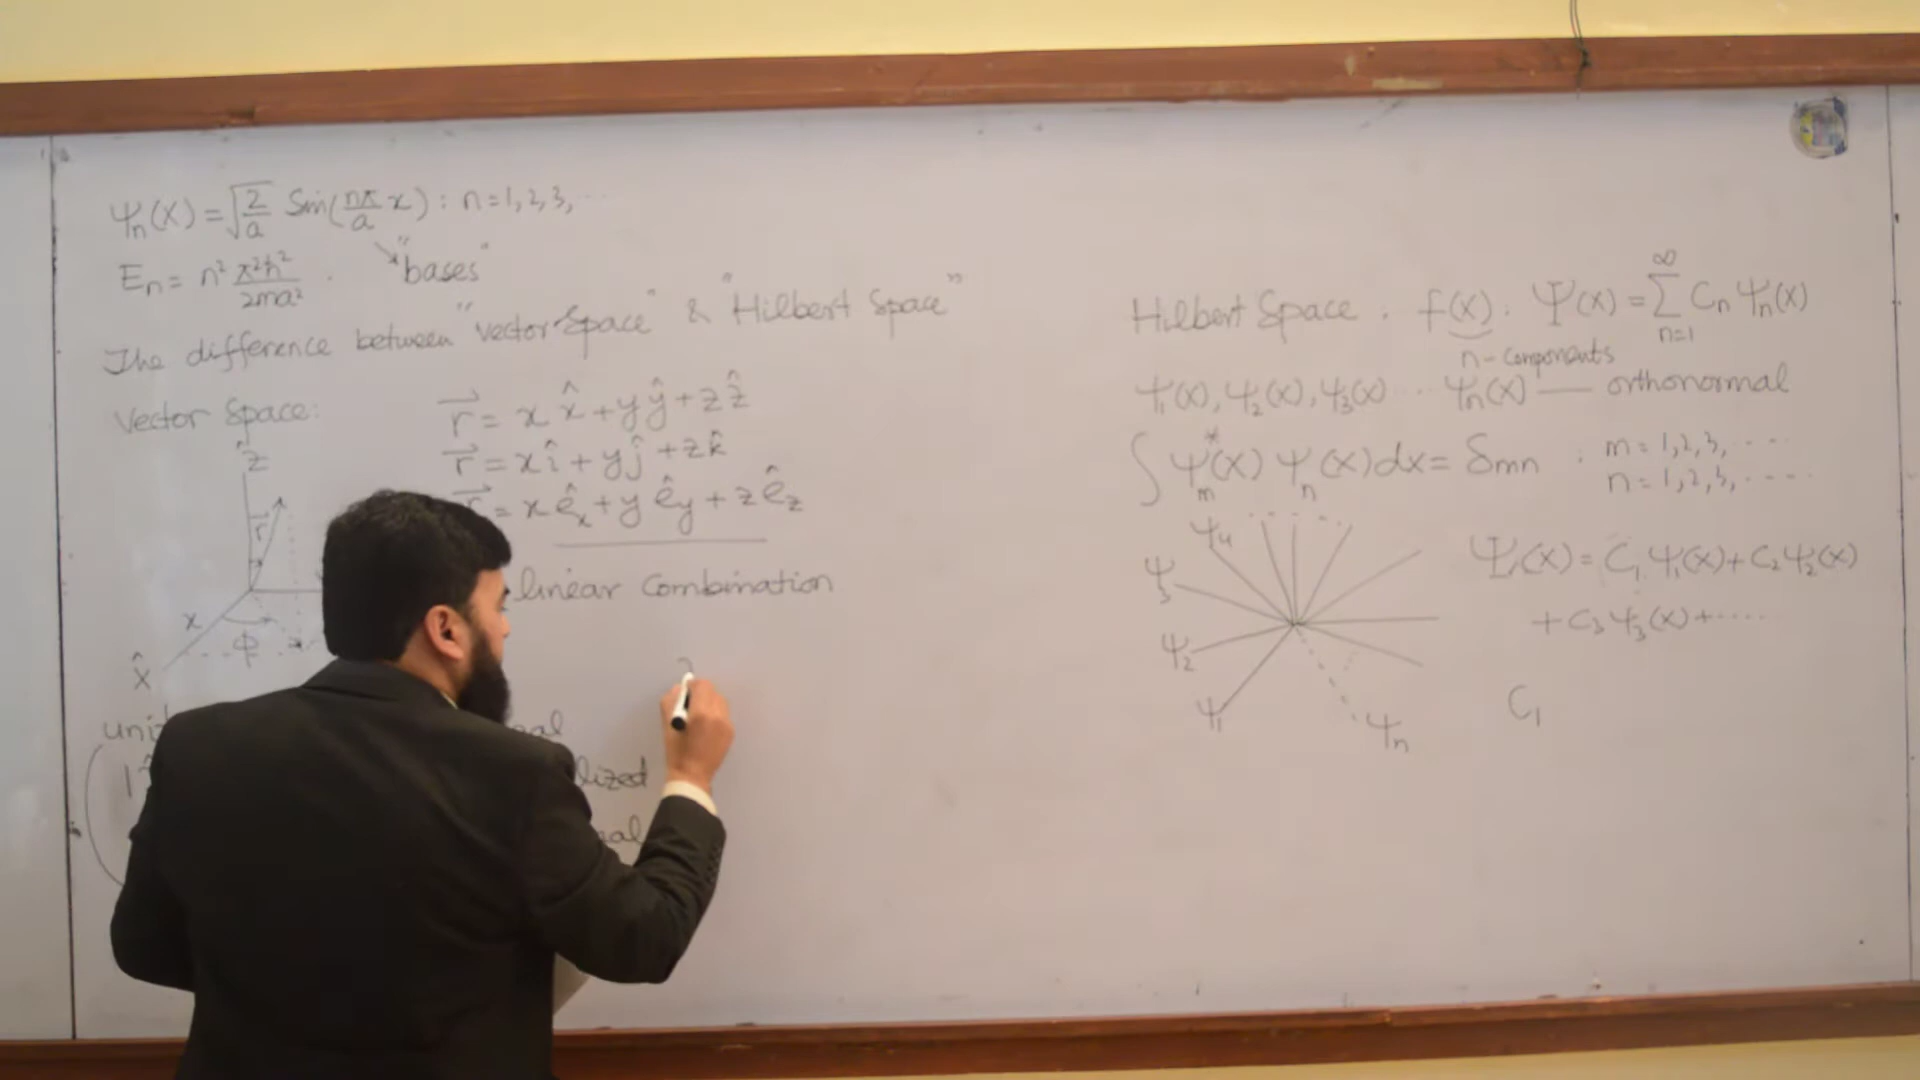 Ψn(x) = √2/a Sin(nπ/a x) : n=1,2,3,...
En = n² π²ħ²/2ma² .
"bases"
The difference between "vector space" & "Hilbert Space"
Vector Space:
r⃗ = x x̂ + y ŷ + z ẑ
r⃗ = x î + y ĵ + z k̂
= x êx + y êy + z êz
linear Combination
ẑ
r⃗
x
φ
x̂
unit
Hilbert Space . f(x) . Ψ(x) = ∑n=1∞ Cn Ψn(x)
n-components
Ψ1(x), Ψ2(x), Ψ3(x) ... Ψn(x) — orthonormal
∫ Ψm*(x) Ψn(x) dx = δmn : m = 1,2,3, ....
n = 1,2,3, ....
Ψ4
Ψ3
Ψ2
Ψ1
Ψn
Ψ(x) = C1 Ψ1(x) + C2 Ψ2(x)
+ C3 Ψ3(x) + .....
C1